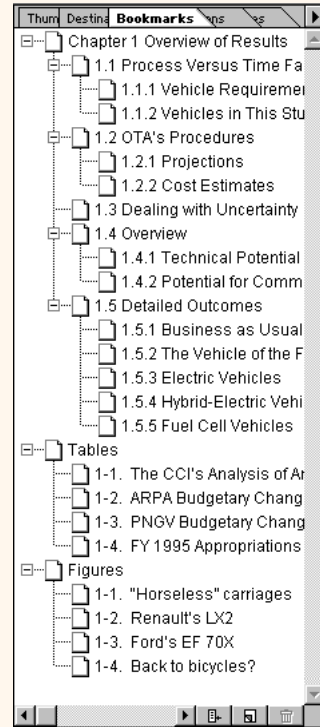 Thum Destina Bookmarks ons es
Chapter 1 Overview of Results
1.1 Process Versus Time Fa
1.1.1 Vehicle Requiremer
1.1.2 Vehicles in This Stu
1.2 OTA's Procedures
1.2.1 Projections
1.2.2 Cost Estimates
1.3 Dealing with Uncertainty
1.4 Overview
1.4.1 Technical Potential
1.4.2 Potential for Comm
1.5 Detailed Outcomes
1.5.1 Business as Usual
1.5.2 The Vehicle of the F
1.5.3 Electric Vehicles
1.5.4 Hybrid-Electric Vehi
1.5.5 Fuel Cell Vehicles
Tables
1-1. The CCI's Analysis of Ar
1-2. ARPA Budgetary Chang
1-3. PNGV Budgetary Chang
1-4. FY 1995 Appropriations
Figures
1-1. "Horseless" carriages
1-2. Renault's LX2
1-3. Ford's EF 70X
1-4. Back to bicycles?